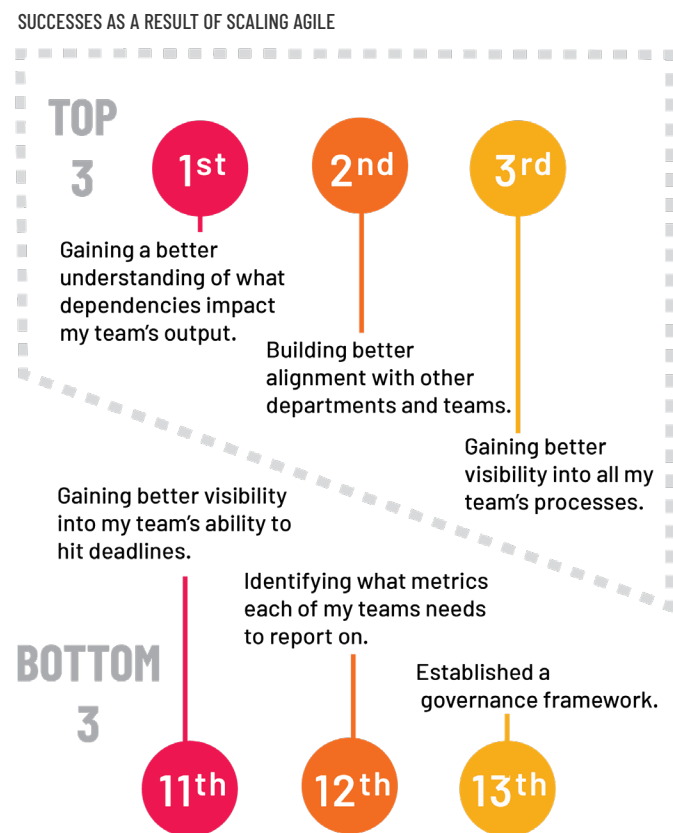 SUCCESSES AS A RESULT OF SCALING AGILE
TOP
3
1st
2nd
3rd
Gaining a better
understanding of what
dependencies impact
my team's output.
Building better
alignment with other
departments and teams.
Gaining better
visibility into all my
team's processes.
Gaining better visibility
into my team's ability to
hit deadlines.
Identifying what metrics
each of my teams needs
to report on.
Established a
governance framework.
BOTTOM
3
11th
12th
13th